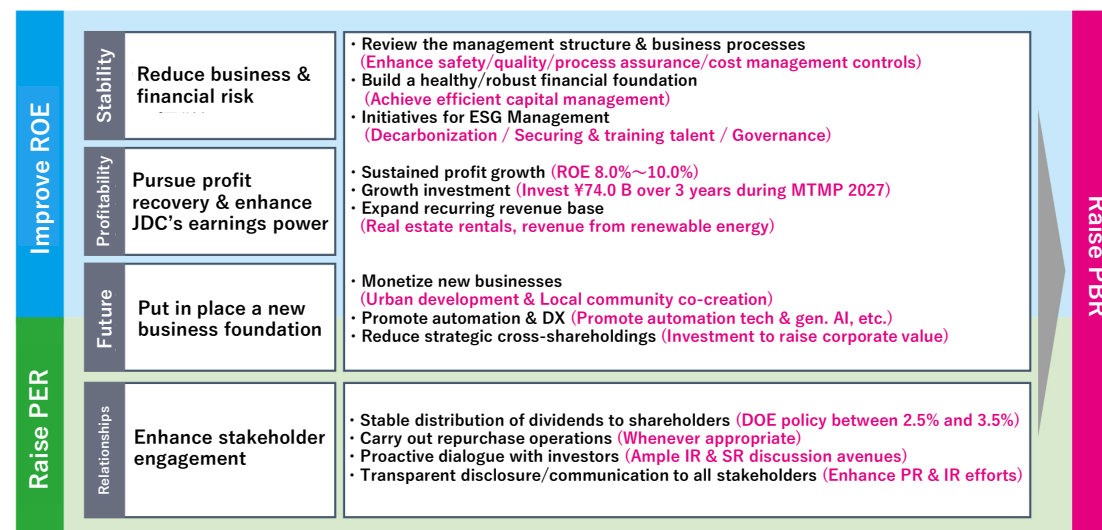 Improve ROE
Stability
Reduce business &
financial risk
・Review the management structure & business processes
(Enhance safety/quality/process assurance/cost management controls)
・Build a healthy/robust financial foundation
(Achieve efficient capital management)
・Initiatives for ESG Management
(Decarbonization / Securing & training talent / Governance)
Profitability
Pursue profit
recovery & enhance
JDC's earnings power
・Sustained profit growth (ROE 8.0%～10.0%)
・Growth investment (Invest ¥74.0 B over 3 years during MTMP 2027)
・Expand recurring revenue base
(Real estate rentals, revenue from renewable energy)
Future
Put in place a new
business foundation
・Monetize new businesses
(Urban development & Local community co-creation)
・Promote automation & DX (Promote automation tech & gen. AI, etc.)
・Reduce strategic cross-shareholdings (Investment to raise corporate value)
Raise PER
Relationships
Enhance stakeholder
engagement
・Stable distribution of dividends to shareholders (DOE policy between 2.5% and 3.5%)
・Carry out repurchase operations (Whenever appropriate)
・Proactive dialogue with investors (Ample IR & SR discussion avenues)
・Transparent disclosure/communication to all stakeholders (Enhance PR & IR efforts)
Raise PBR